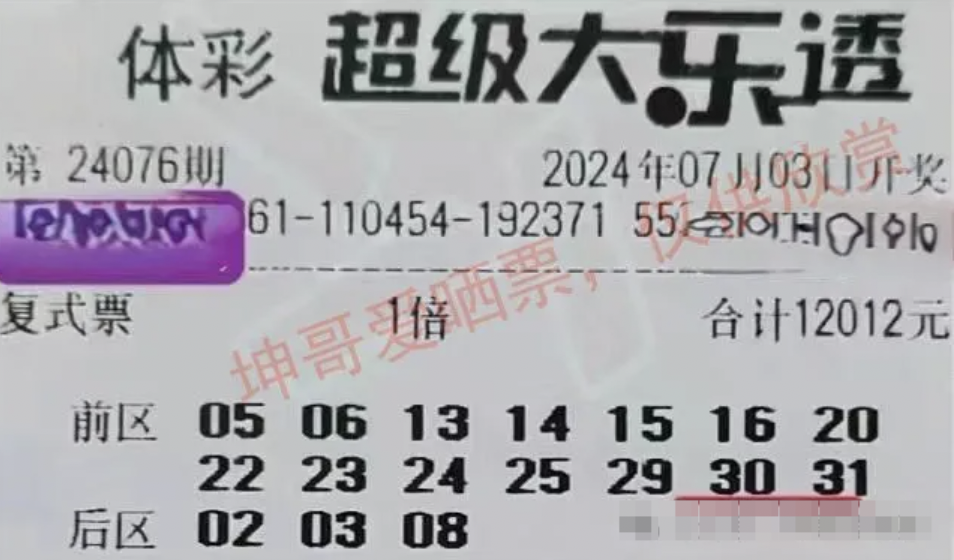 体彩 超级大乐透
第 24076期 2024年07月03日开奖
61-110454-192371 55
复式票 1倍 合计12012元
坤哥爱晒票，仅供欣赏
前区 05 06 13 14 15 16 20
22 23 24 25 29 30 31
后区 02 03 08